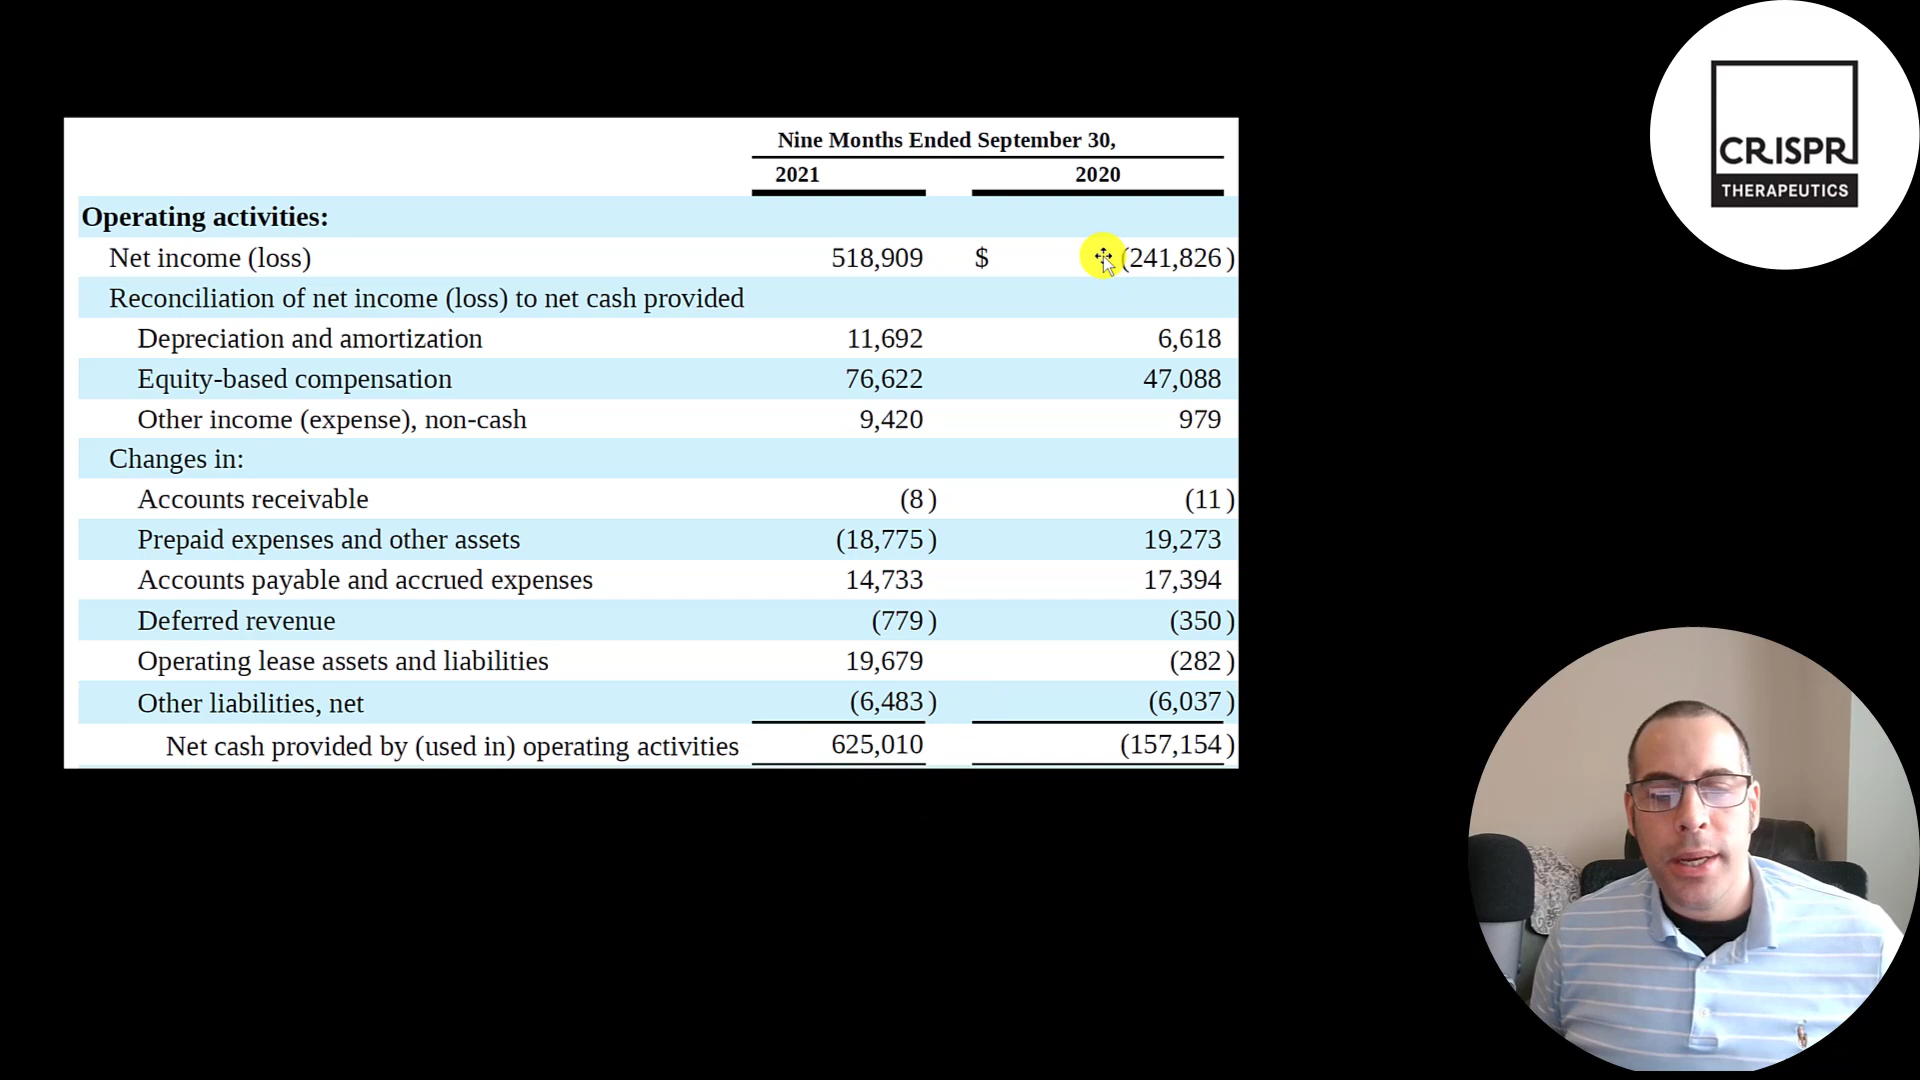 Nine Months Ended September 30,
2021 2020
Operating activities:
Net income (loss) 518,909 $ (241,826 )
Reconciliation of net income (loss) to net cash provided
Depreciation and amortization 11,692 6,618
Equity-based compensation 76,622 47,088
Other income (expense), non-cash 9,420 979
Changes in:
Accounts receivable (8 ) (11 )
Prepaid expenses and other assets (18,775 ) 19,273
Accounts payable and accrued expenses 14,733 17,394
Deferred revenue (779 ) (350 )
Operating lease assets and liabilities 19,679 (282 )
Other liabilities, net (6,483 ) (6,037 )
Net cash provided by (used in) operating activities 625,010 (157,154 )
CRISPR
THERAPEUTICS